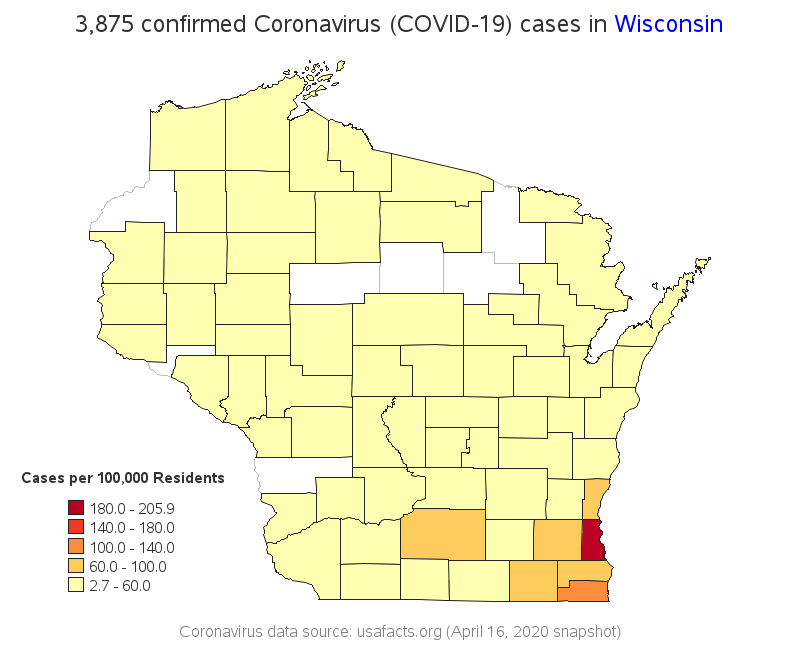 3,875 confirmed Coronavirus (COVID-19) cases in Wisconsin
Cases per 100,000 Residents
180.0 - 205.9
140.0 - 180.0
100.0 - 140.0
60.0 - 100.0
2.7 - 60.0
Coronavirus data source: usafacts.org (April 16, 2020 snapshot)